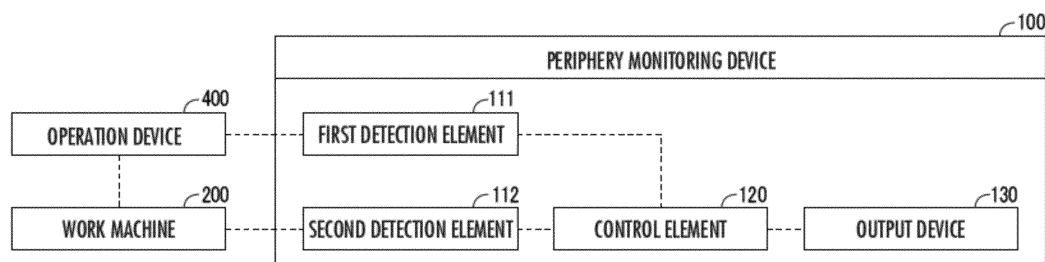 100
PERIPHERY MONITORING DEVICE
400
OPERATION DEVICE
111
FIRST DETECTION ELEMENT
200
WORK MACHINE
112
SECOND DETECTION ELEMENT
120
CONTROL ELEMENT
130
OUTPUT DEVICE